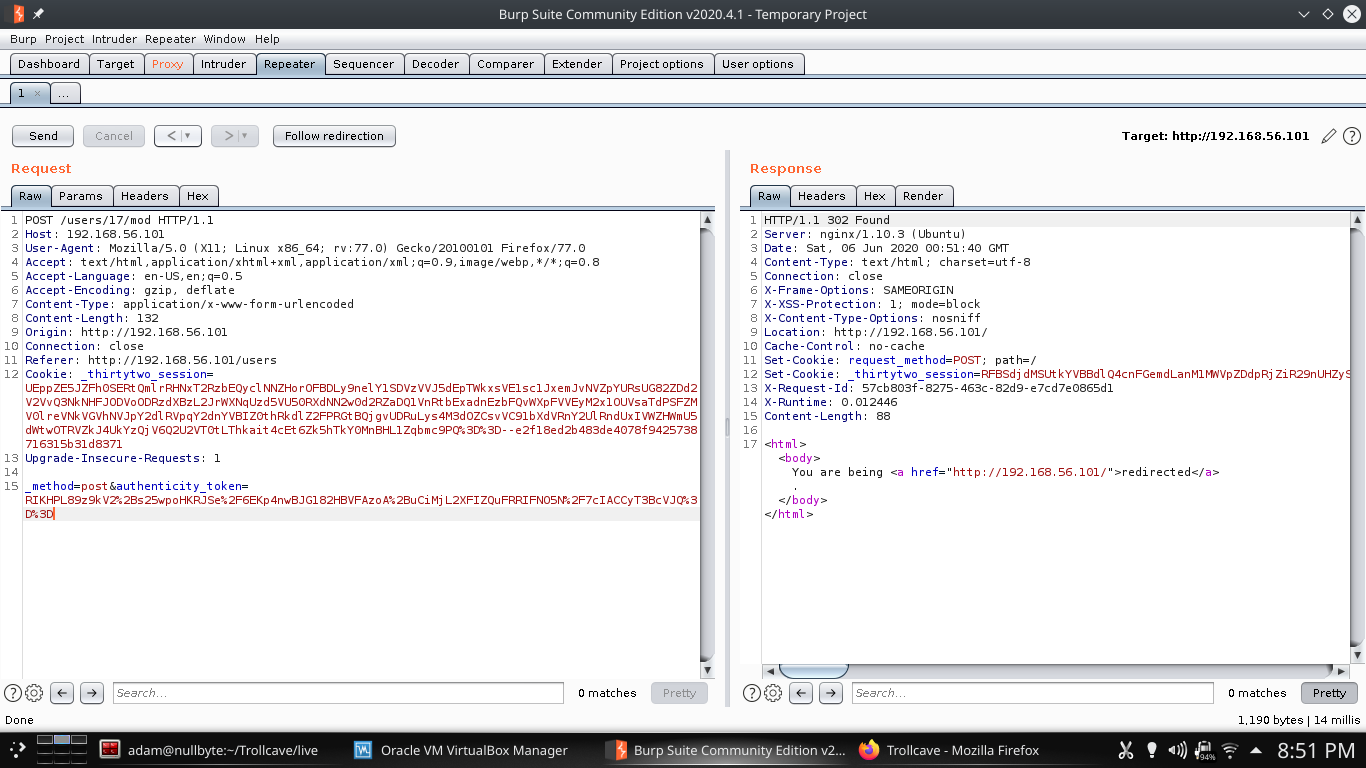 Burp Suite Community Edition v2020.4.1 - Temporary Project
Burp Project Intruder Repeater Window Help
Dashboard Target Proxy Intruder Repeater Sequencer Decoder Comparer Extender Project options User options
1 × ...
Send Cancel < > Follow redirection Target: http://192.168.56.101
Request
Raw Params Headers Hex
1 POST /users/17/mod HTTP/1.1
2 Host: 192.168.56.101
3 User-Agent: Mozilla/5.0 (X11; Linux x86_64; rv:77.0) Gecko/20100101 Firefox/77.0
4 Accept: text/html,application/xhtml+xml,application/xml;q=0.9,image/webp,*/*;q=0.8
5 Accept-Language: en-US,en;q=0.5
6 Accept-Encoding: gzip, deflate
7 Content-Type: application/x-www-form-urlencoded
8 Content-Length: 132
9 Origin: http://192.168.56.101
10 Connection: close
11 Referer: http://192.168.56.101/users
12 Cookie: _thirtytwo_session=
716315b31d8371
13 Upgrade-Insecure-Requests: 1
14
15 _method=post&authenticity_token=
D%3D
? Search... 0 matches Pretty
Response
Raw Headers Hex Render
1 HTTP/1.1 302 Found
2 Server: nginx/1.10.3 (Ubuntu)
3 Date: Sat, 06 Jun 2020 00:51:40 GMT
4 Content-Type: text/html; charset=utf-8
5 Connection: close
6 X-Frame-Options: SAMEORIGIN
7 X-XSS-Protection: 1; mode=block
8 X-Content-Type-Options: nosniff
9 Location: http://192.168.56.101/
10 Cache-Control: no-cache
11 Set-Cookie: request_method=POST; path=/
12 Set-Cookie:
13 X-Request-Id: 57cb803f-8275-463c-82d9-e7cd7e0865d1
14 X-Runtime: 0.012446
15 Content-Length: 88
16
17 <html>
<body>
You are being <a href="http://192.168.56.101/">redirected</a>
.
</body>
</html>
? Search... 0 matches Pretty
Done 1,190 bytes | 14 millis
adam@nullbyte:~/Trollcave/live Oracle VM VirtualBox Manager Burp Suite Community Edition v2... Trollcave - Mozilla Firefox 94% 8:51 PM